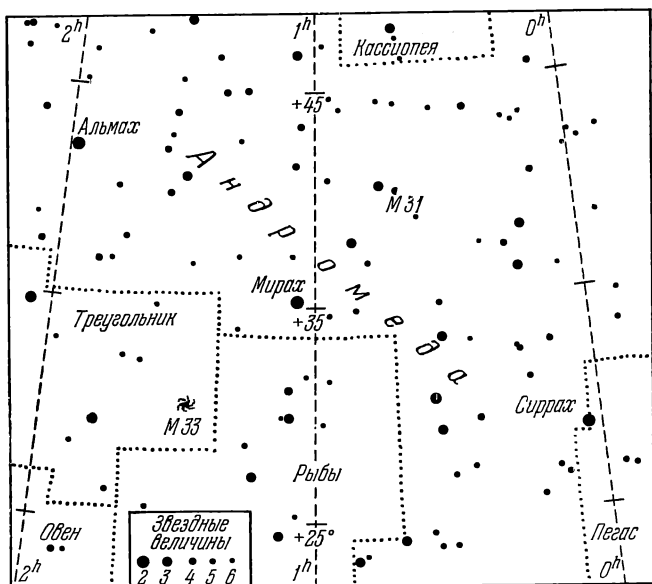 2ʰ
1ʰ
0ʰ
Кассиопея
+45
Альмах
Андромеда
М 31
Мирах
+35
Треугольник
М 33
Сиррах
Рыбы
Овен
Звездные
величины
2 3 4 5 6
+25°
Пегас
2ʰ
1ʰ
0ʰ